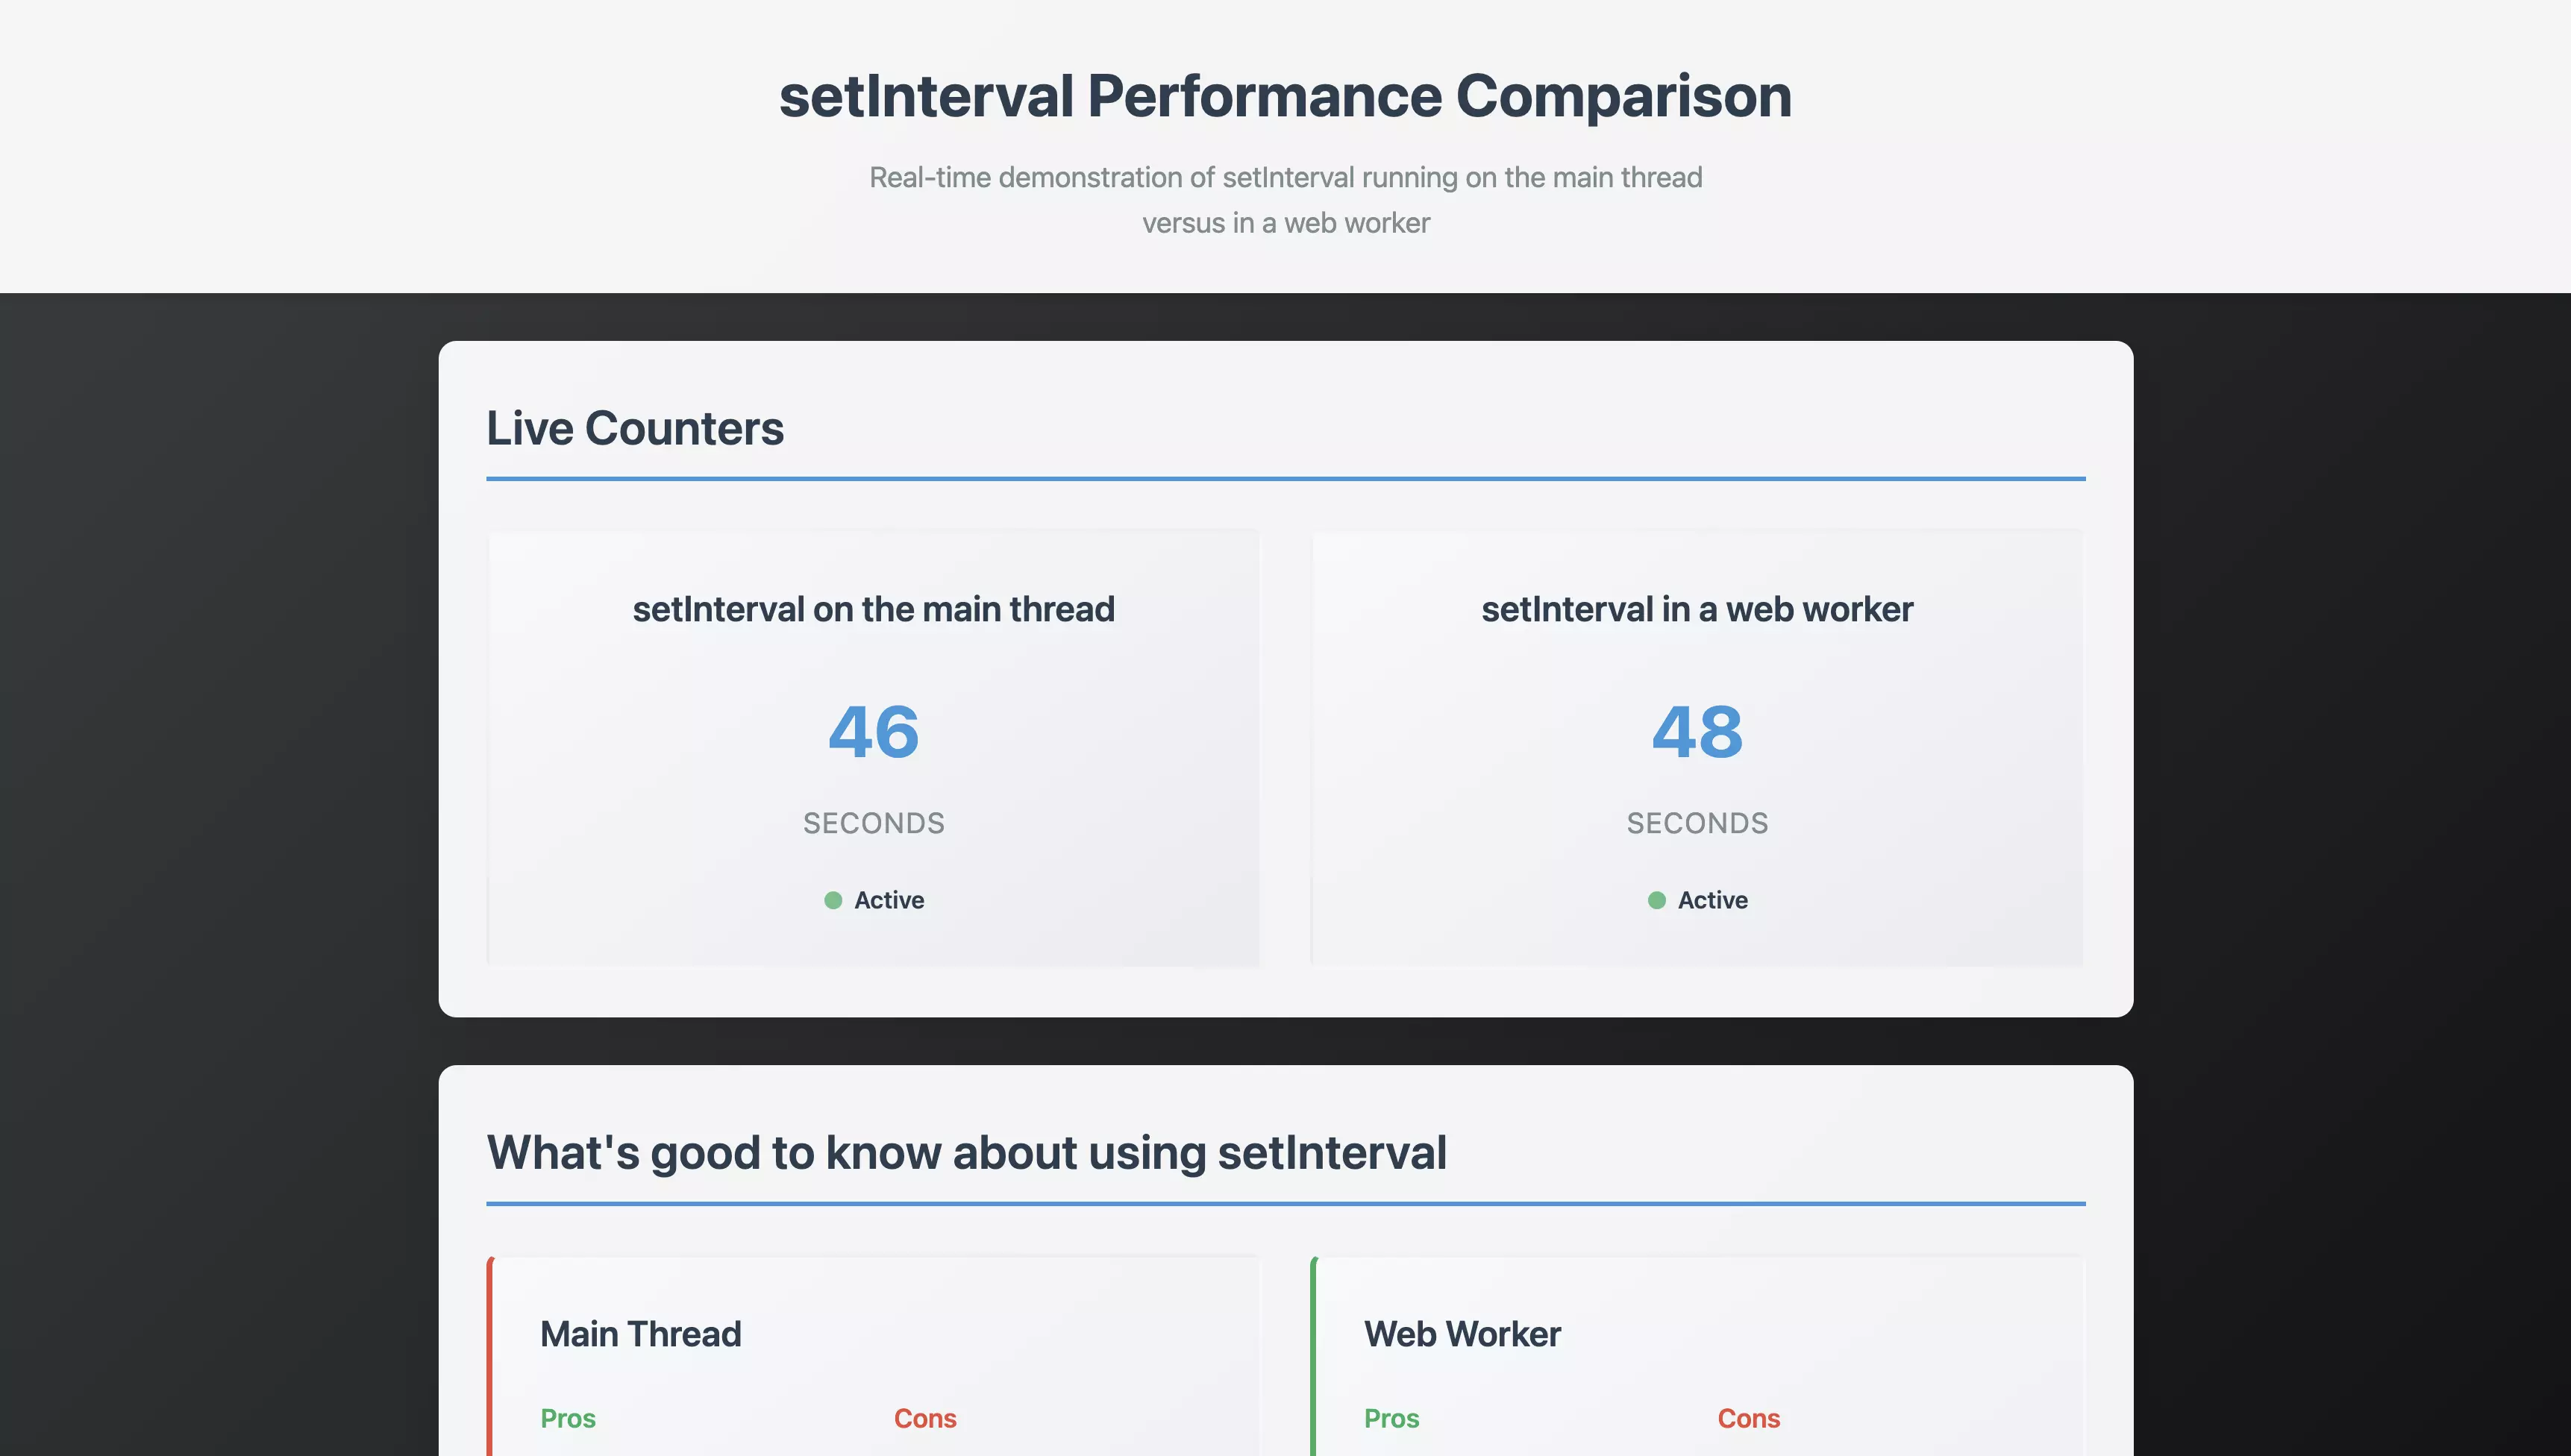 setInterval Performance Comparison
Real-time demonstration of setInterval running on the main thread
versus in a web worker
Live Counters
setInterval on the main thread
46
SECONDS
Active
setInterval in a web worker
48
SECONDS
Active
What's good to know about using setInterval
Main Thread
Pros
Cons
Web Worker
Pros
Cons